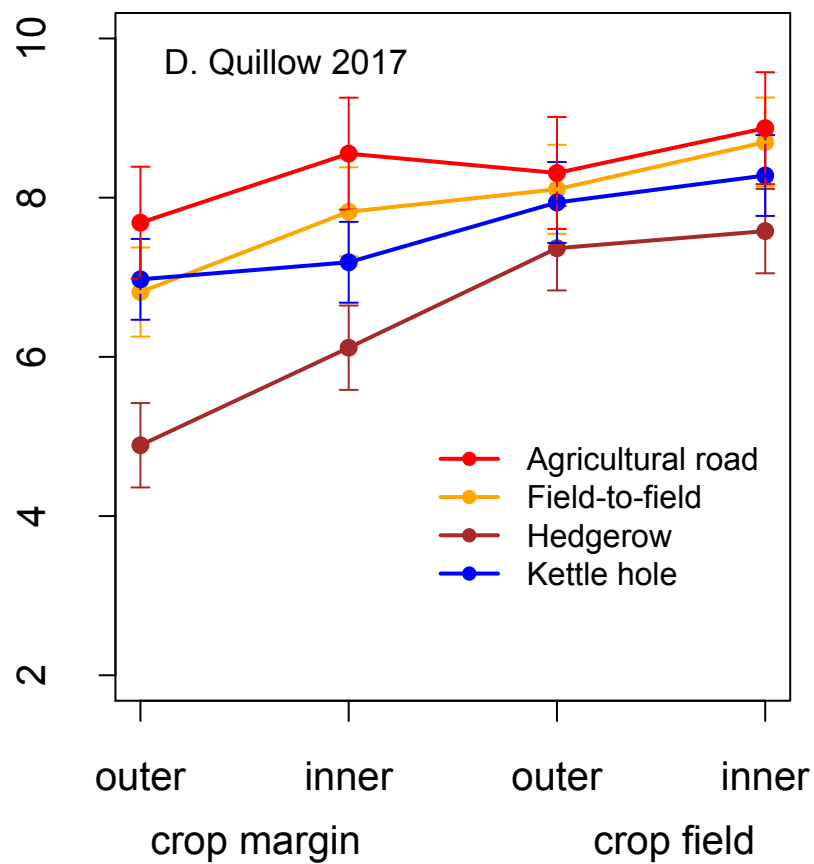 D. Quillow 2017
10
8
6
4
2
Agricultural road
Field-to-field
Hedgerow
Kettle hole
outer inner outer inner
crop margin crop field